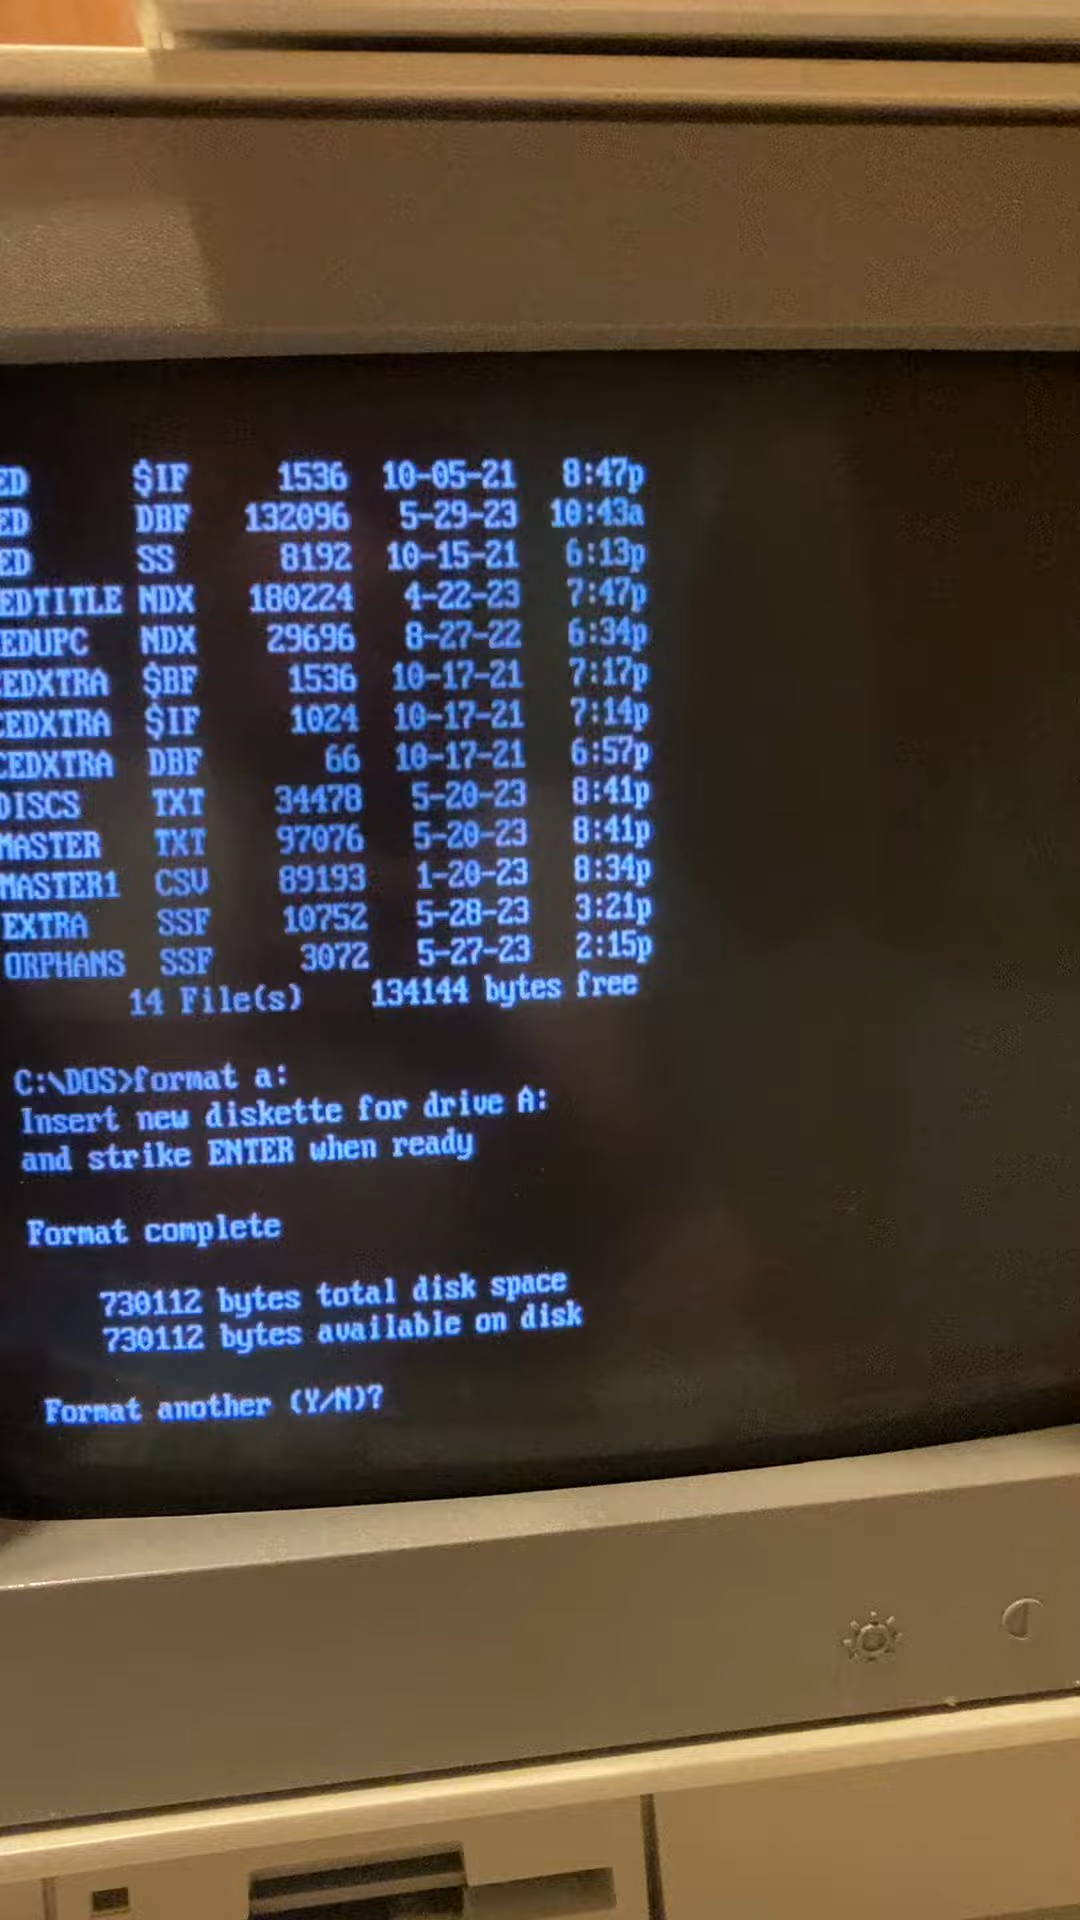 ED $IF 1536 10-05-21 8:47p
ED DBF 132096 5-29-23 10:43a
ED SS 8192 10-15-21 6:13p
EDTITLE NDX 180224 4-22-23 7:47p
EDUPC NDX 29696 8-27-22 6:34p
EDXTRA $BF 1536 10-17-21 7:17p
CEDXTRA $IF 1024 10-17-21 7:14p
CEDXTRA DBF 66 10-17-21 6:57p
DISCS TXT 34478 5-20-23 8:41p
MASTER TXT 97076 5-20-23 8:41p
MASTER1 CSV 89193 1-20-23 8:34p
EXTRA SSF 10752 5-28-23 3:21p
ORPHANS SSF 3072 5-27-23 2:15p
14 File(s) 134144 bytes free
C:\DOS>format a:
Insert new diskette for drive A:
and strike ENTER when ready
Format complete
730112 bytes total disk space
730112 bytes available on disk
Format another (Y/N)?